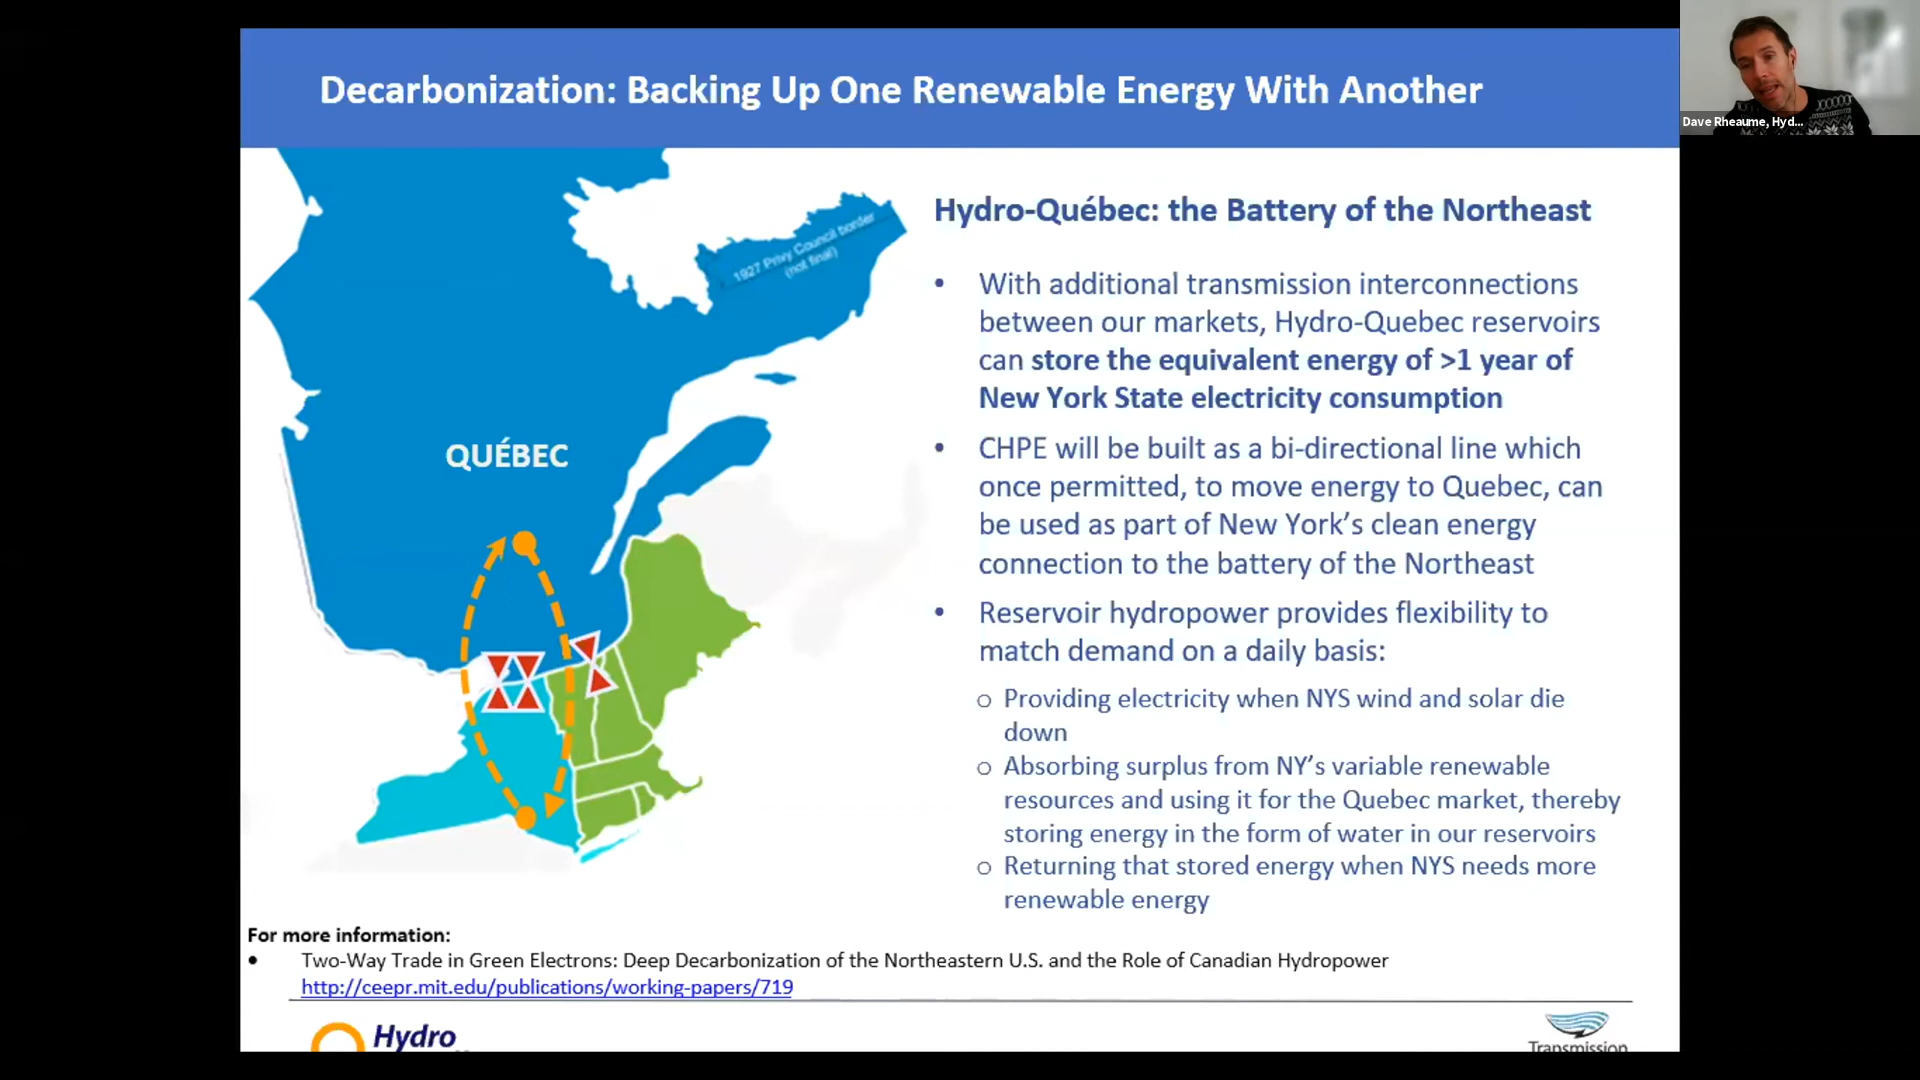 Decarbonization: Backing Up One Renewable Energy With Another
Dave Rheaume, Hyd...
1927 Privy Council border
(not final)
QUÉBEC
Hydro-Québec: the Battery of the Northeast
• With additional transmission interconnections
between our markets, Hydro-Quebec reservoirs
can store the equivalent energy of >1 year of
New York State electricity consumption
• CHPE will be built as a bi-directional line which
once permitted, to move energy to Quebec, can
be used as part of New York's clean energy
connection to the battery of the Northeast
• Reservoir hydropower provides flexibility to
match demand on a daily basis:
o Providing electricity when NYS wind and solar die
down
o Absorbing surplus from NY's variable renewable
resources and using it for the Quebec market, thereby
storing energy in the form of water in our reservoirs
o Returning that stored energy when NYS needs more
renewable energy
For more information:
• Two-Way Trade in Green Electrons: Deep Decarbonization of the Northeastern U.S. and the Role of Canadian Hydropower
http://ceepr.mit.edu/publications/working-papers/719
Hydro
Transmission